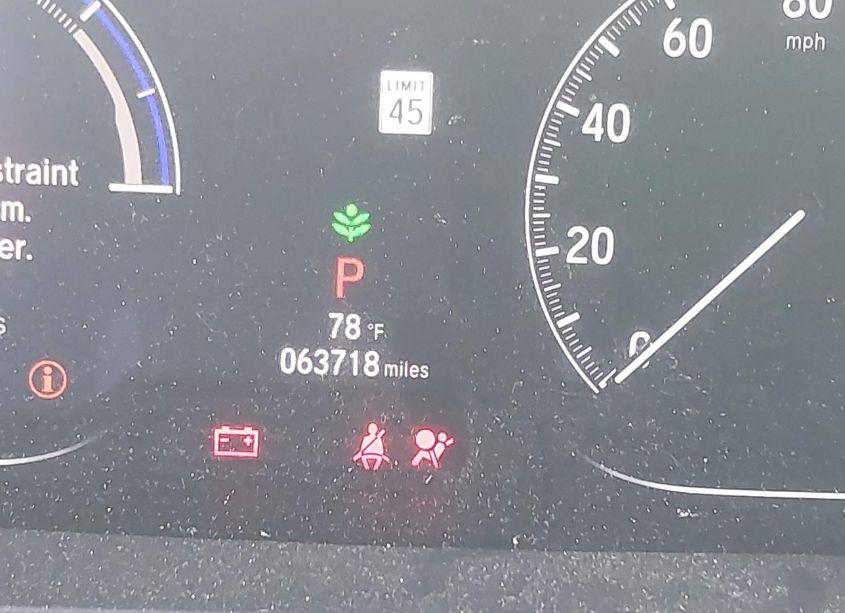 80
60
mph
LIMIT
45
40
straint
m.
er.
20
P
78 °F
0
063718 miles
s